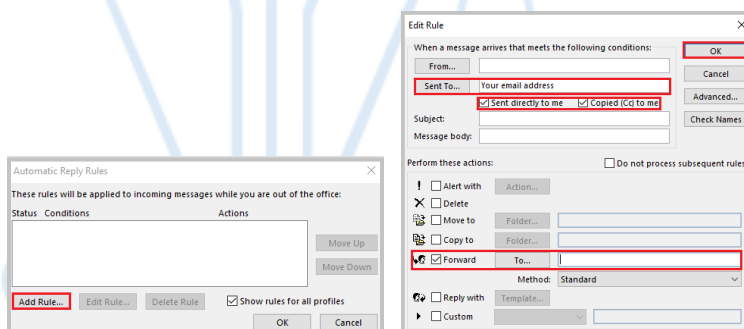 Edit Rule
When a message arrives that meets the following conditions:
From...
Sent To... Your email address
Sent directly to me Copied (Cc) to me
Subject:
Message body:
OK
Cancel
Advanced...
Check Names
Perform these actions: Do not process subsequent rules
Alert with Action...
Delete
Move to Folder...
Copy to Folder...
Forward To...
Method: Standard
Reply with Template...
Custom
Automatic Reply Rules
These rules will be applied to incoming messages while you are out of the office:
Status Conditions Actions
Move Up
Move Down
Add Rule... Edit Rule... Delete Rule Show rules for all profiles
OK Cancel